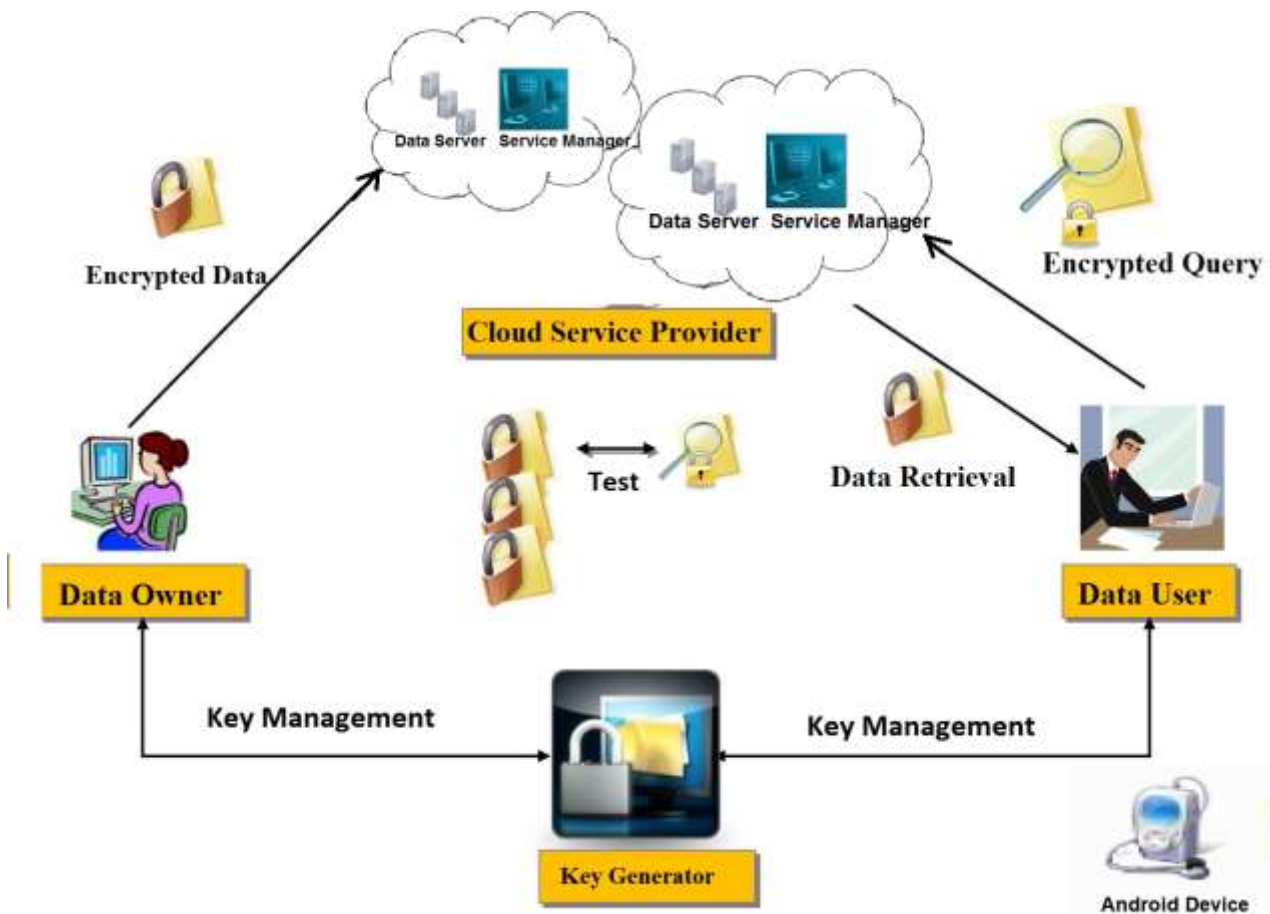 Data Server Service Manager
Data Server Service Manager
Encrypted Data
Encrypted Query
Cloud Service Provider
Test
Data Retrieval
Data Owner
Data User
Key Management
Key Management
Key Generator
Android Device